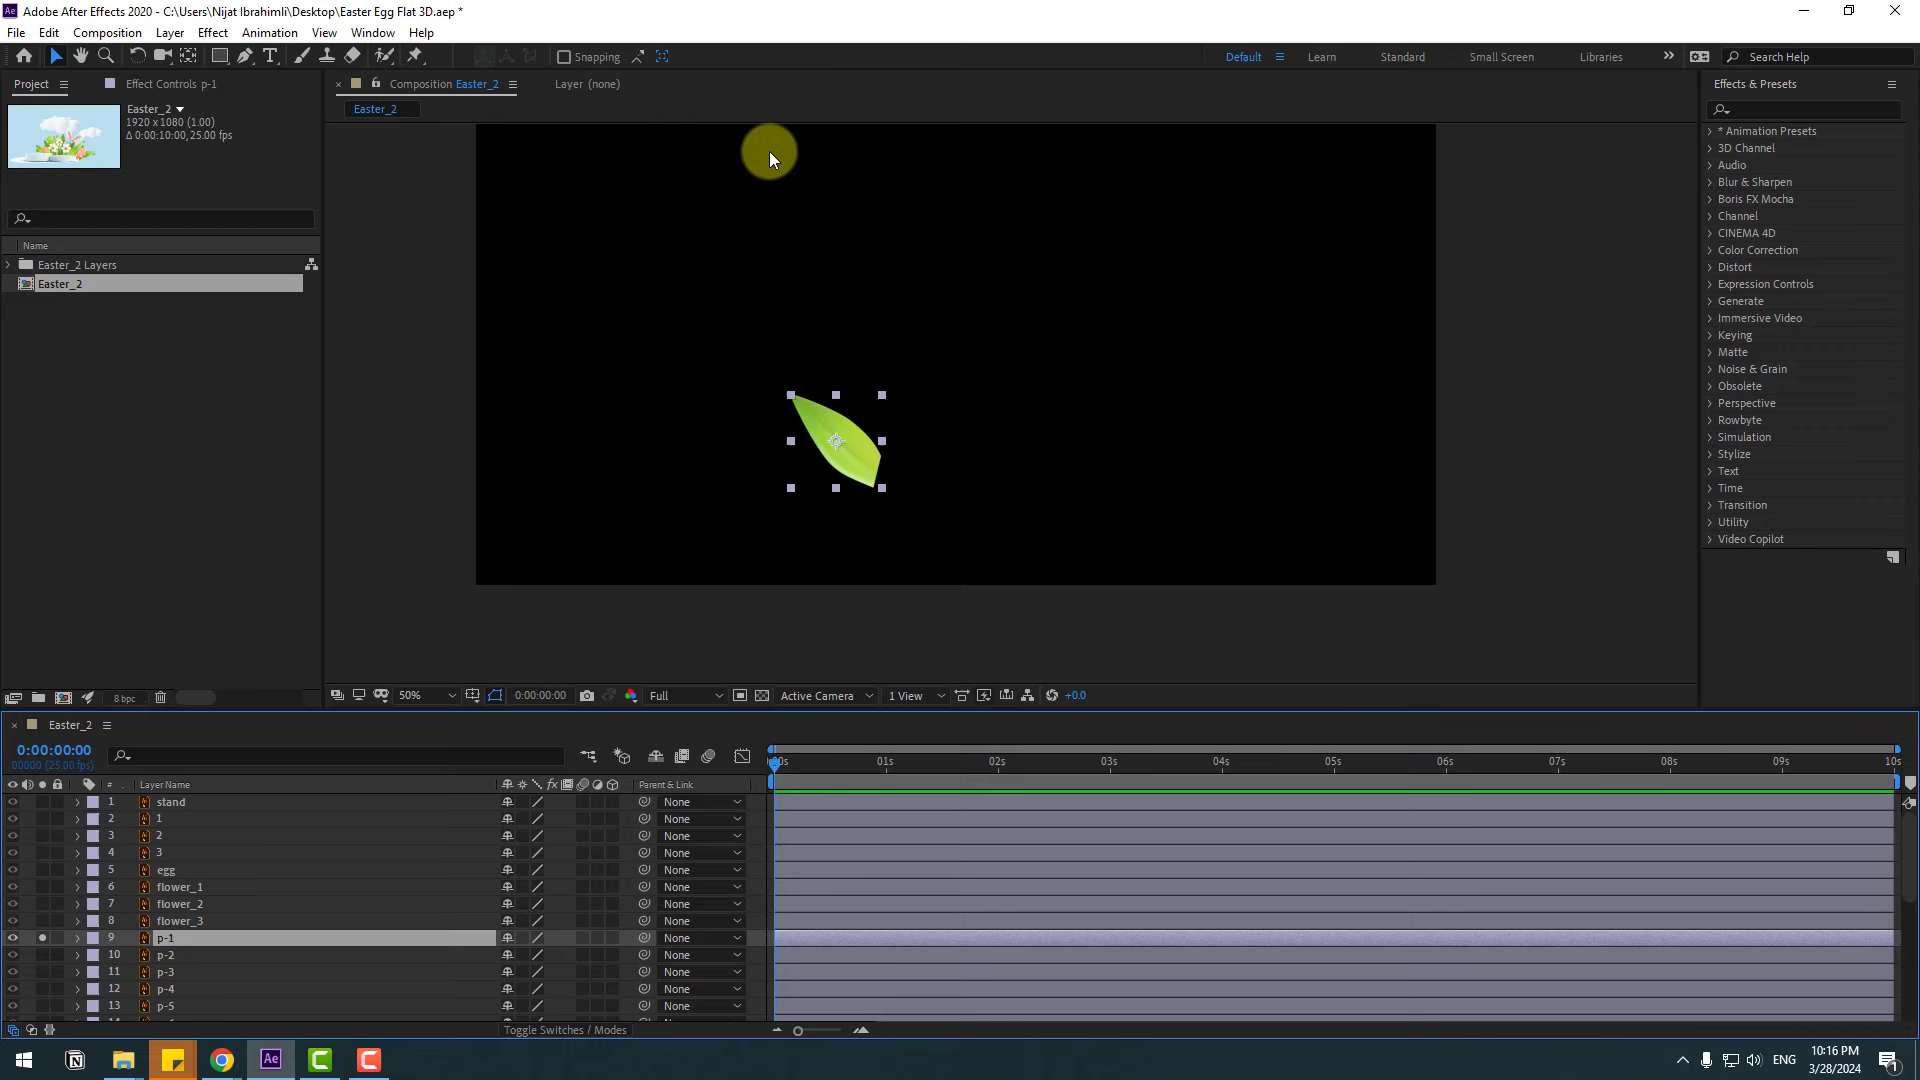 Adobe After Effects 2020 - C:\Users\Nijat Ibrahimli\Desktop\Easter Egg Flat 3D.aep *
File Edit Composition Layer Effect Animation View Window Help
Snapping
Default Learn Standard Small Screen Libraries Search Help
Project Effect Controls p-1
Composition Easter_2 Layer (none)
Effects & Presets
Easter_2
1920 x 1080 (1.00)
Δ 0:00:10:00, 25.00 fps
Easter_2
Name
Easter_2 Layers
Easter_2
* Animation Presets
3D Channel
Audio
Blur & Sharpen
Boris FX Mocha
Channel
CINEMA 4D
Color Correction
Distort
Expression Controls
Generate
Immersive Video
Keying
Matte
Noise & Grain
Obsolete
Perspective
Rowbyte
Simulation
Stylize
Text
Time
Transition
Utility
Video Copilot
8 bpc
50% 0:00:00:00 Full Active Camera 1 View +0.0
Easter_2
0:00:00:00
00000 (25.00 fps)
00s 01s 02s 03s 04s 05s 06s 07s 08s 09s 10s
# Layer Name fx Parent & Link
1 stand None
2 1 None
3 2 None
4 3 None
5 egg None
6 flower_1 None
7 flower_2 None
8 flower_3 None
9 p-1 None
10 p-2 None
11 p-3 None
12 p-4 None
13 p-5 None
Toggle Switches / Modes
Ae
ENG
10:16 PM
3/28/2024
1